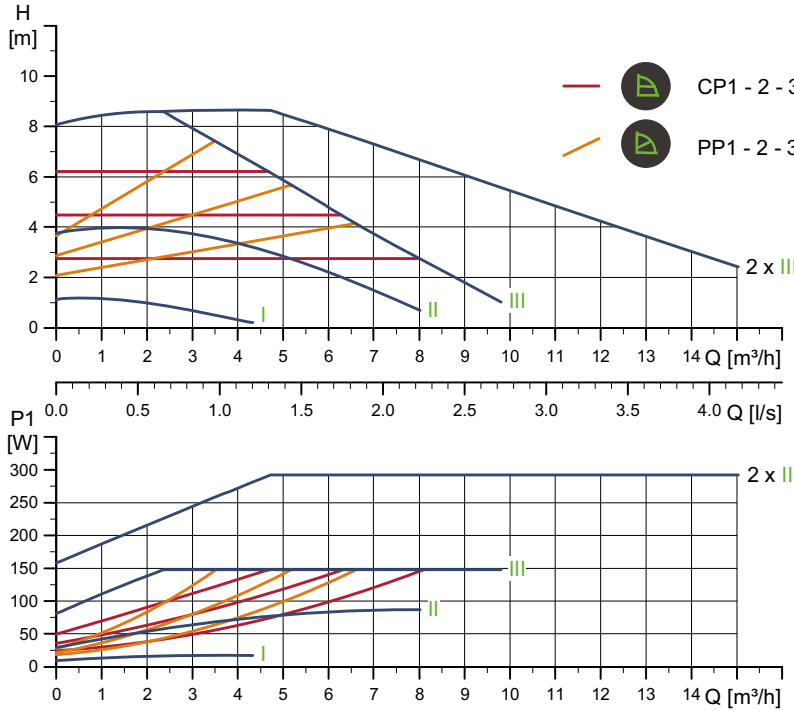 H
[m]
10
8
6
4
2
0
CP1 - 2 - 3
PP1 - 2 - 3
2 x III
III
II
I
0 1 2 3 4 5 6 7 8 9 10 11 12 13 14 Q [m³/h]
0.0 0.5 1.0 1.5 2.0 2.5 3.0 3.5 4.0 Q [l/s]
P1
[W]
300
250
200
150
100
50
0
2 x II
III
II
I
0 1 2 3 4 5 6 7 8 9 10 11 12 13 14 Q [m³/h]